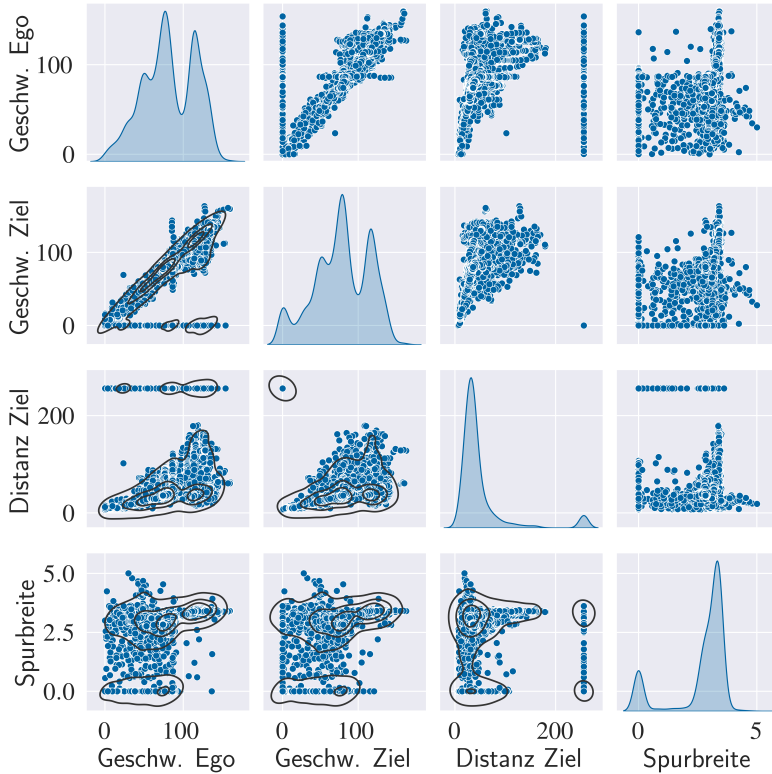 Geschw. Ego
100
0
Geschw. Ziel
100
0
Distanz Ziel
200
0
Spurbreite
5.0
2.5
0.0
0 100 0 100 0 200 0 5
Geschw. Ego Geschw. Ziel Distanz Ziel Spurbreite